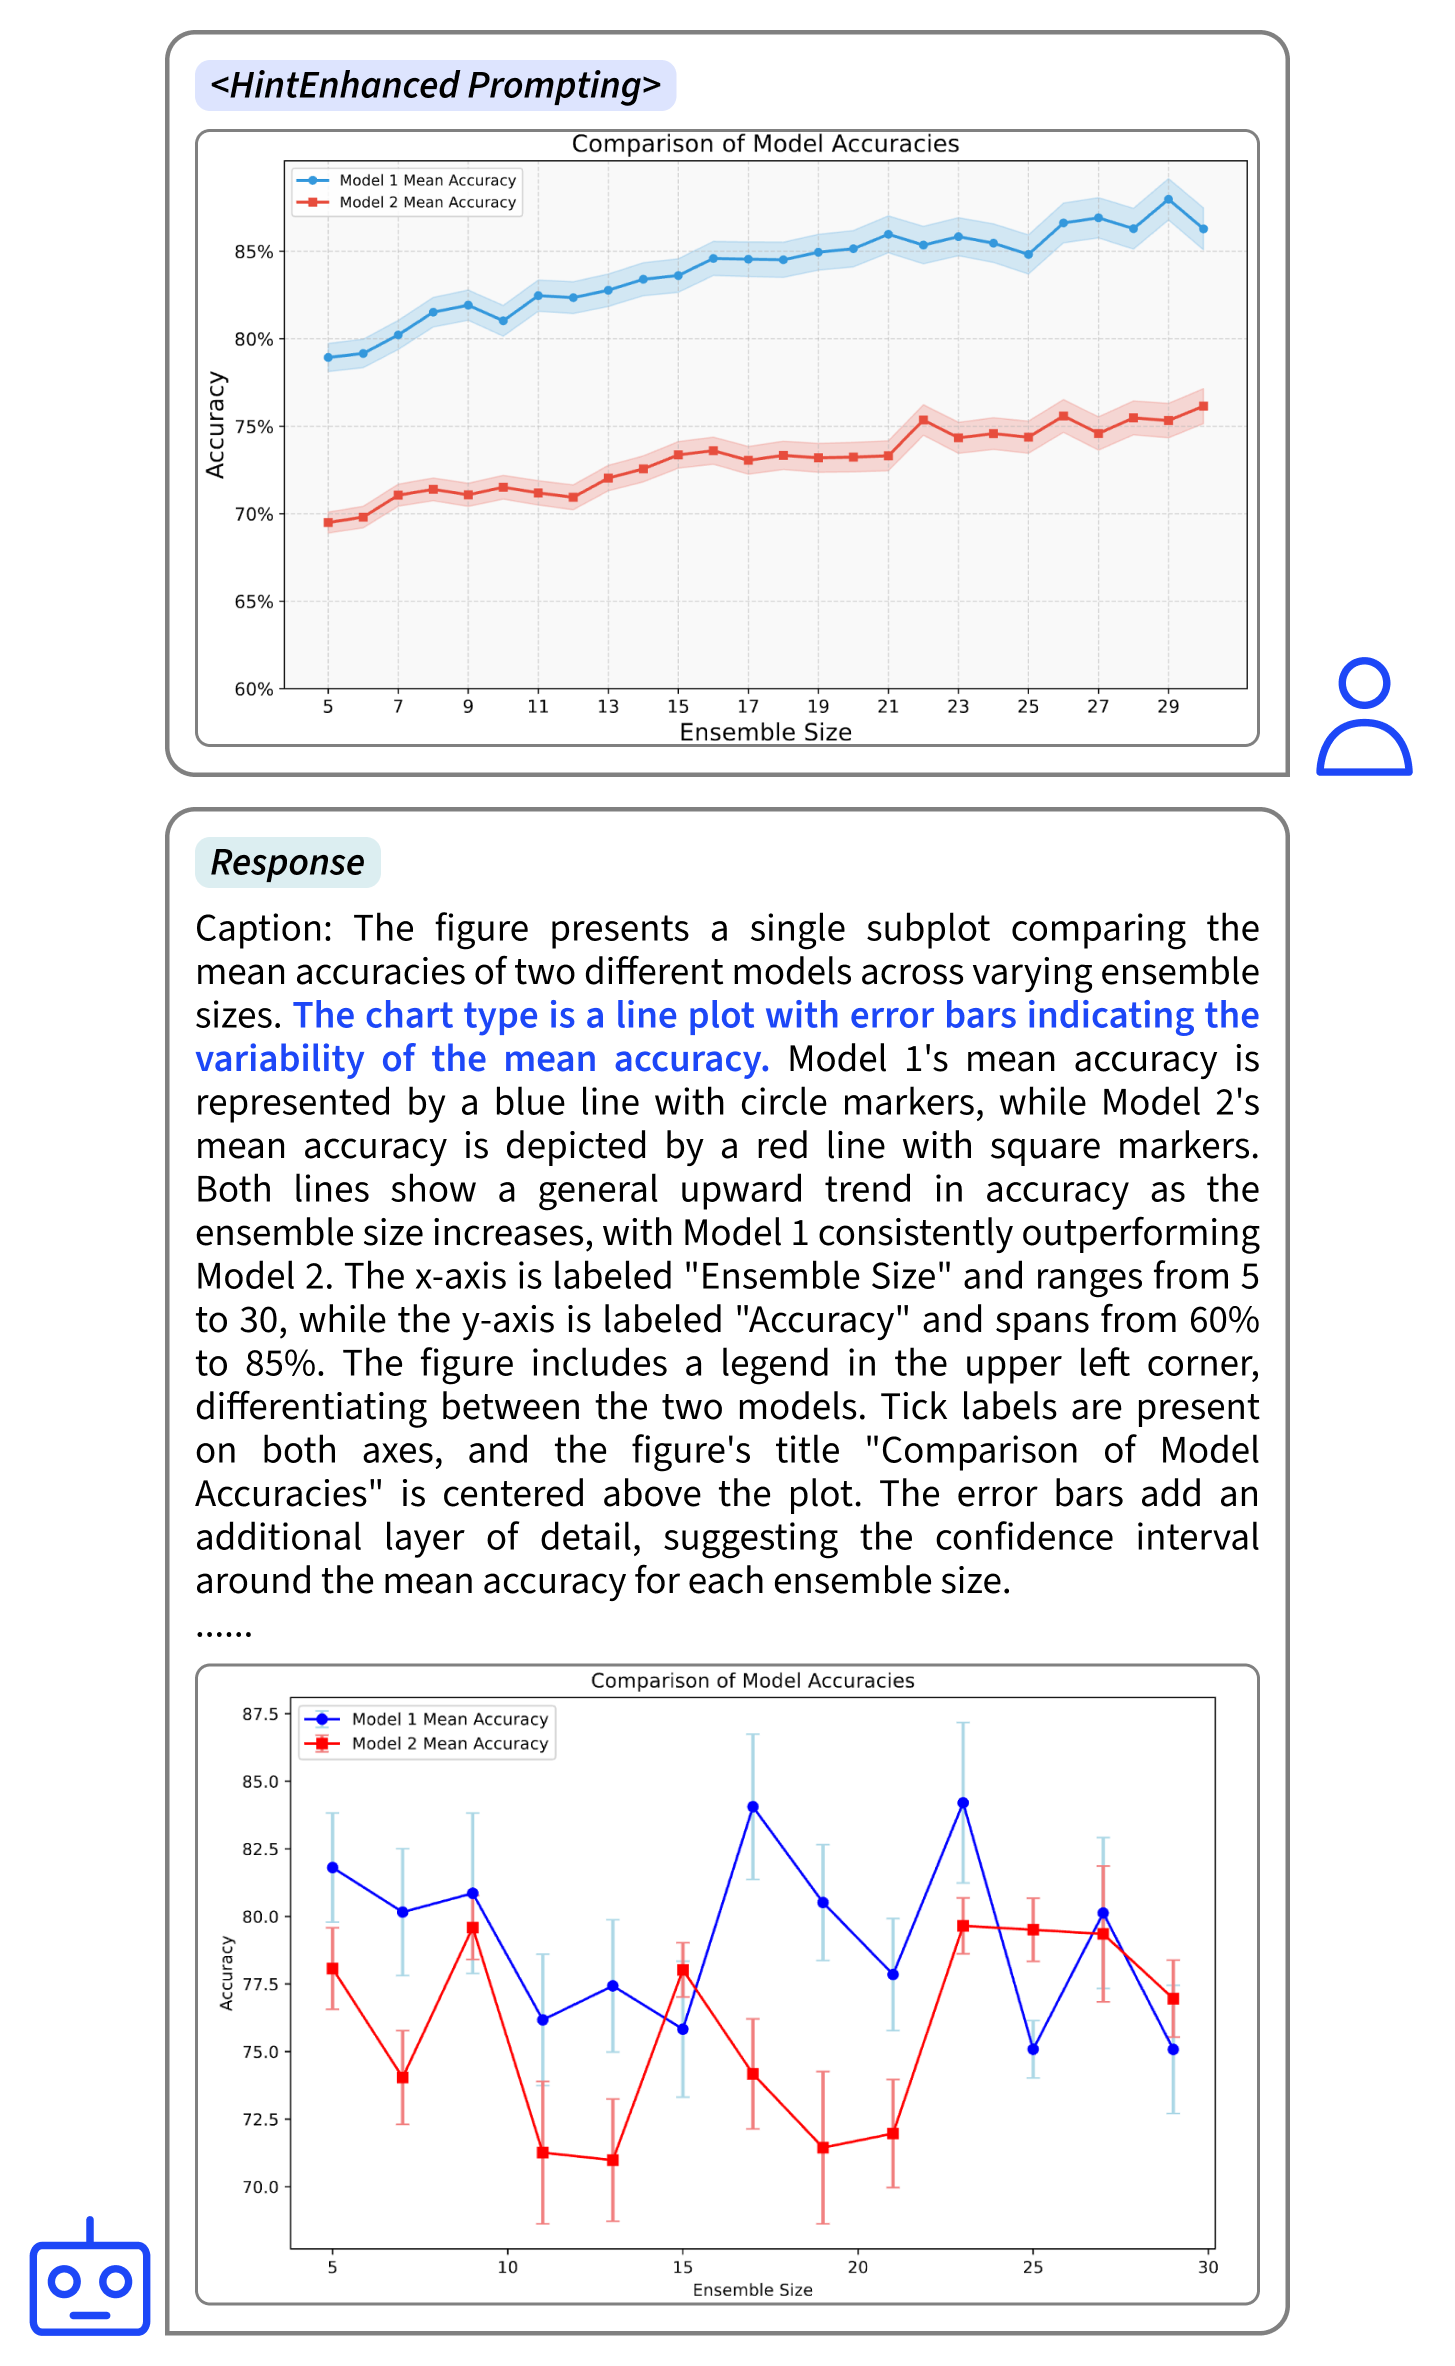 <HintEnhanced Prompting>
Comparison of Model Accuracies
Model 1 Mean Accuracy
Model 2 Mean Accuracy
85%
80%
75%
70%
65%
60%
Accuracy
5 7 9 11 13 15 17 19 21 23 25 27 29
Ensemble Size
Response
Caption: The figure presents a single subplot comparing the
mean accuracies of two different models across varying ensemble
sizes. The chart type is a line plot with error bars indicating the
variability of the mean accuracy. Model 1's mean accuracy is
represented by a blue line with circle markers, while Model 2's
mean accuracy is depicted by a red line with square markers.
Both lines show a general upward trend in accuracy as the
ensemble size increases, with Model 1 consistently outperforming
Model 2. The x-axis is labeled "Ensemble Size" and ranges from 5
to 30, while the y-axis is labeled "Accuracy" and spans from 60%
to 85%. The figure includes a legend in the upper left corner,
differentiating between the two models. Tick labels are present
on both axes, and the figure's title "Comparison of Model
Accuracies" is centered above the plot. The error bars add an
additional layer of detail, suggesting the confidence interval
around the mean accuracy for each ensemble size.
......
Comparison of Model Accuracies
Model 1 Mean Accuracy
Model 2 Mean Accuracy
87.5
85.0
82.5
80.0
77.5
75.0
72.5
70.0
Accuracy
5 10 15 20 25 30
Ensemble Size